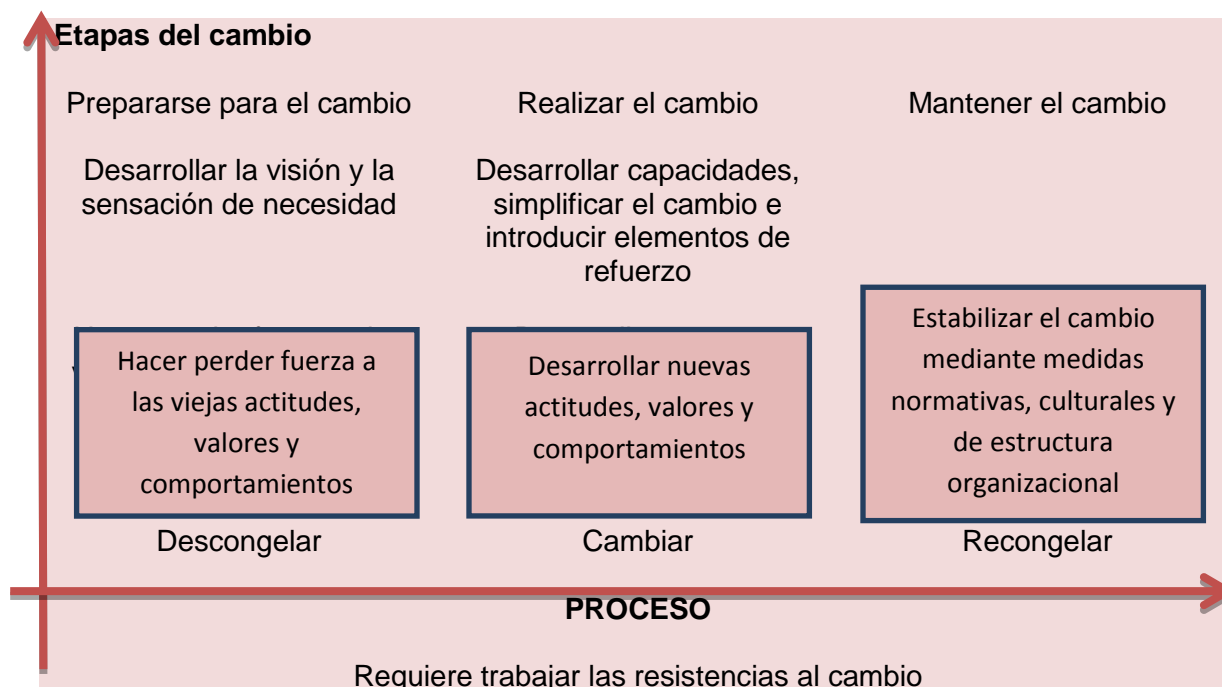 Etapas del cambio
Prepararse para el cambio
Desarrollar la visión y la
sensación de necesidad
Hacer perder fuerza a
las viejas actitudes,
valores y
comportamientos
Descongelar
Realizar el cambio
Desarrollar capacidades,
simplificar el cambio e
introducir elementos de
refuerzo
Desarrollar nuevas
actitudes, valores y
comportamientos
Cambiar
Mantener el cambio
Estabilizar el cambio
mediante medidas
normativas, culturales y
de estructura
organizacional
Recongelar
PROCESO
Requiere trabajar las resistencias al cambio